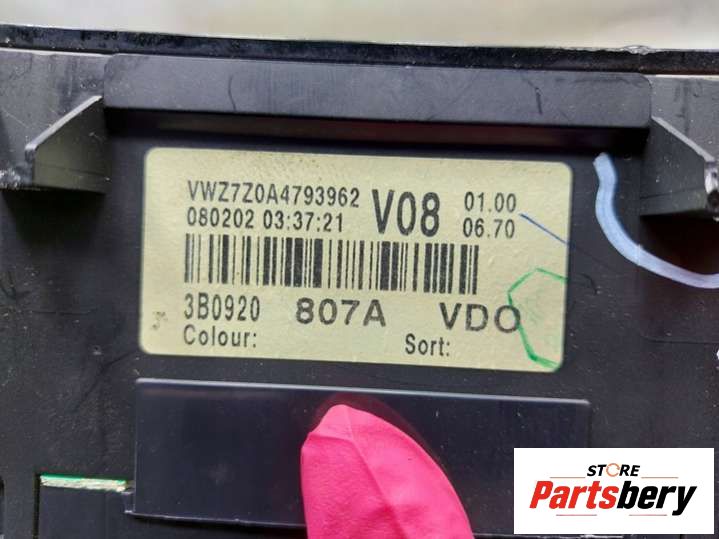 VWZ7Z0A4793962 V08 01.00
080202 03:37:21 06.70
3B0920 807A VDO
Colour: Sort:
STORE
Partsbery